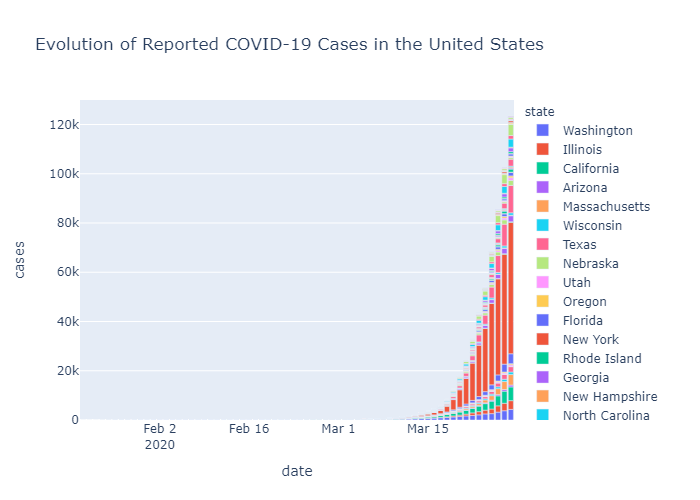 Evolution of Reported COVID-19 Cases in the United States
state
Washington
Illinois
California
Arizona
Massachusetts
Wisconsin
Texas
Nebraska
Utah
Oregon
Florida
New York
Rhode Island
Georgia
New Hampshire
North Carolina
120k
100k
80k
60k
40k
20k
0
cases
Feb 2
2020
Feb 16
Mar 1
Mar 15
date